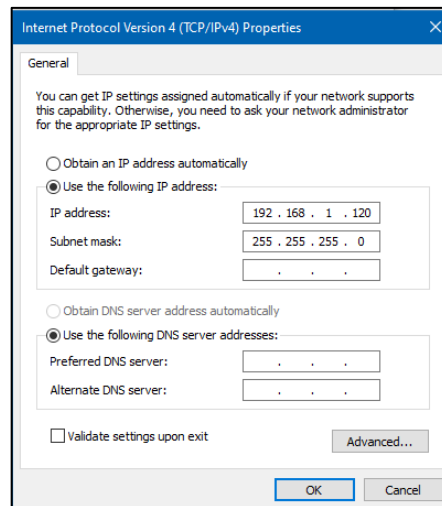 Internet Protocol Version 4 (TCP/IPv4) Properties
General
You can get IP settings assigned automatically if your network supports
this capability. Otherwise, you need to ask your network administrator
for the appropriate IP settings.
Obtain an IP address automatically
Use the following IP address:
IP address: 192 . 168 . 1 . 120
Subnet mask: 255 . 255 . 255 . 0
Default gateway: . . .
Obtain DNS server address automatically
Use the following DNS server addresses:
Preferred DNS server: . . .
Alternate DNS server: . . .
Validate settings upon exit
Advanced...
OK Cancel